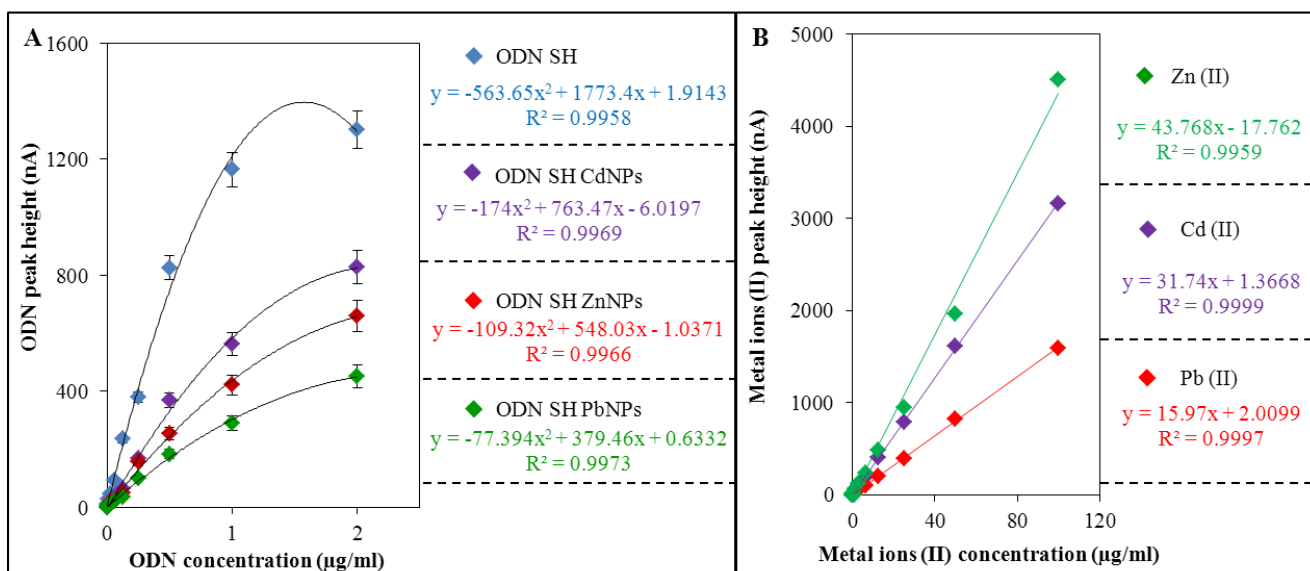 A
1600
1200
800
400
0
0
1
2
ODN peak height (nA)
ODN concentration (µg/ml)
ODN SH
y = -563.65x² + 1773.4x + 1.9143
R² = 0.9958
ODN SH CdNPs
y = -174x² + 763.47x - 6.0197
R² = 0.9969
ODN SH ZnNPs
y = -109.32x² + 548.03x - 1.0371
R² = 0.9966
ODN SH PbNPs
y = -77.394x² + 379.46x + 0.6332
R² = 0.9973
B
5000
4000
3000
2000
1000
0
0
40
80
120
Metal ions (II) peak height (nA)
Metal ions (II) concentration (µg/ml)
Zn (II)
y = 43.768x - 17.762
R² = 0.9959
Cd (II)
y = 31.74x + 1.3668
R² = 0.9999
Pb (II)
y = 15.97x + 2.0099
R² = 0.9997